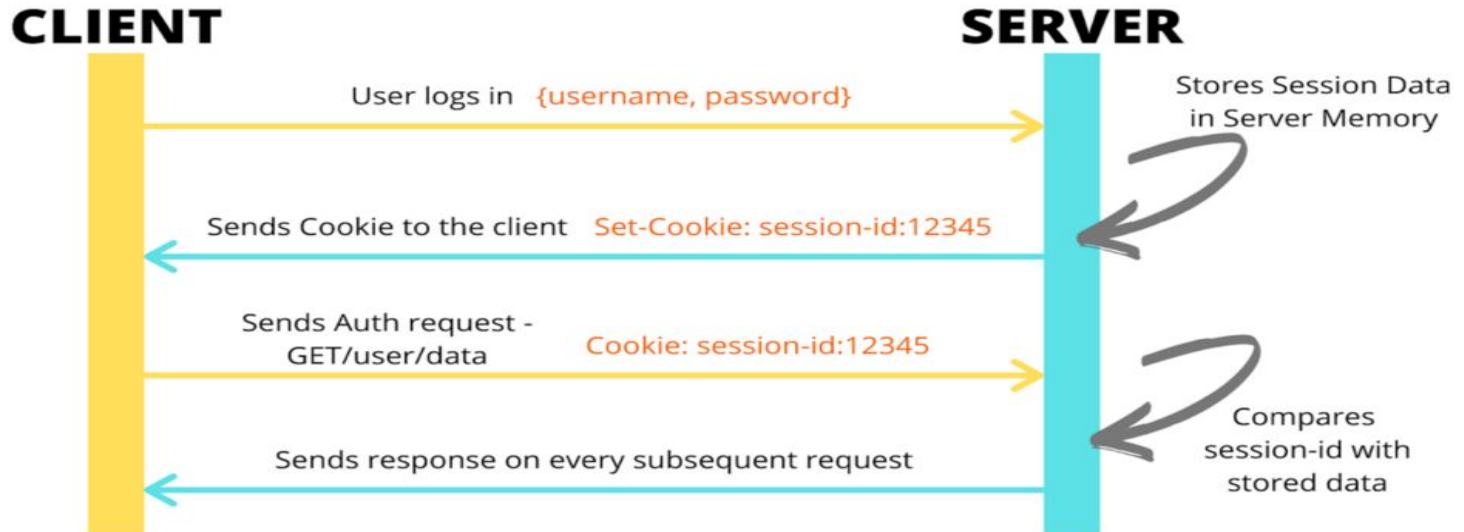 CLIENT
SERVER
User logs in {username, password}
Stores Session Data
in Server Memory
Sends Cookie to the client Set-Cookie: session-id:12345
Sends Auth request -
GET/user/data
Cookie: session-id:12345
Compares
session-id with
stored data
Sends response on every subsequent request